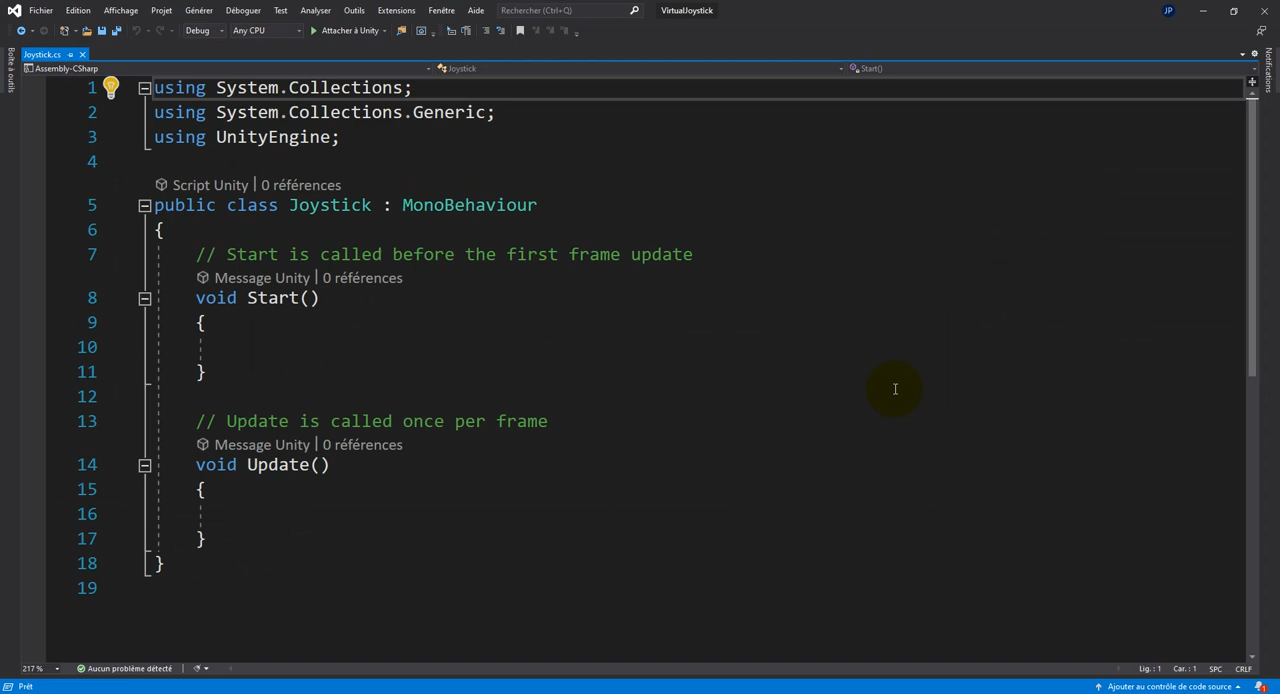 Fichier Edition Affichage Projet Générer Déboguer Test Analyser Outils Extensions Fenêtre Aide Rechercher (Ctrl+Q) VirtualJoystick JP
Debug Any CPU Attacher à Unity
Boîte à outils
Notifications
Joystick.cs
Assembly-CSharp Joystick Start()
1 using System.Collections;
2 using System.Collections.Generic;
3 using UnityEngine;
4
Script Unity | 0 références
5 public class Joystick : MonoBehaviour
6 {
7 // Start is called before the first frame update
Message Unity | 0 références
8 void Start()
9 {
10
11 }
12
13 // Update is called once per frame
Message Unity | 0 références
14 void Update()
15 {
16
17 }
18 }
19
217 % Aucun problème détecté Lig. : 1 Car. : 1 SPC CRLF
Prêt Ajouter au contrôle de code source 1